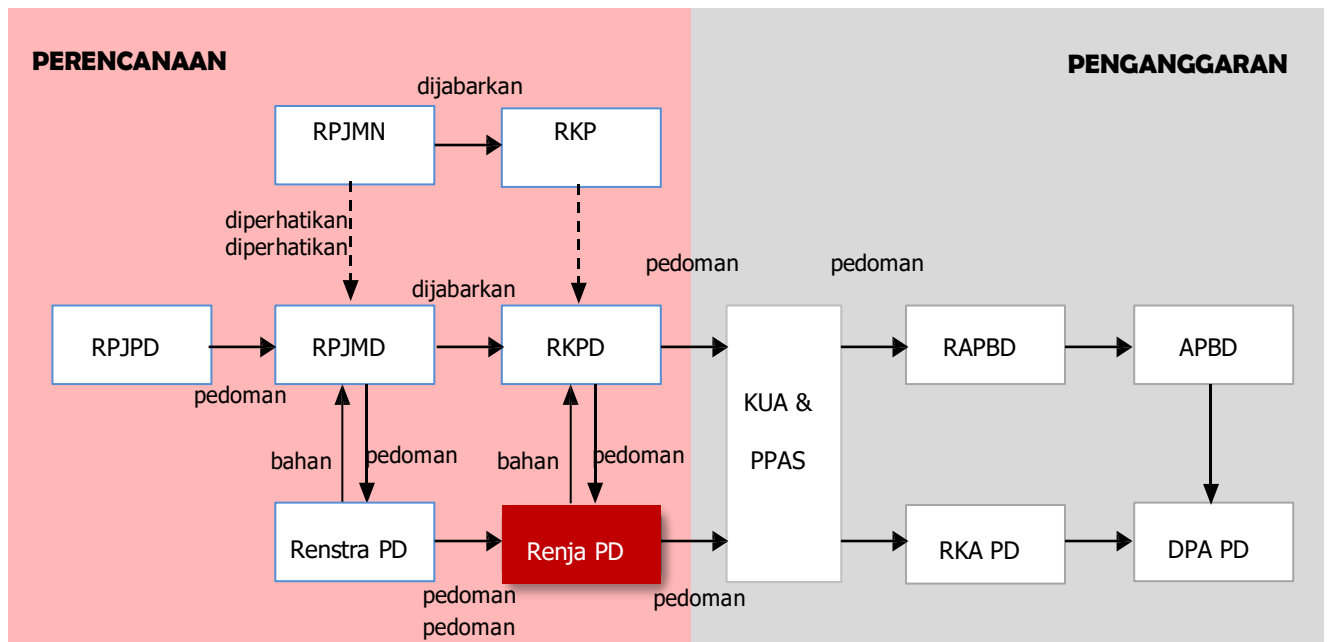 PERENCANAAN
PENGANGGARAN
dijabarkan
RPJMN
RKP
diperhatikan
diperhatikan
pedoman
pedoman
dijabarkan
RPJPD
RPJMD
RKPD
RAPBD
APBD
pedoman
KUA &
PPAS
bahan
pedoman
bahan
pedoman
Renstra PD
Renja PD
RKA PD
DPA PD
pedoman
pedoman
pedoman